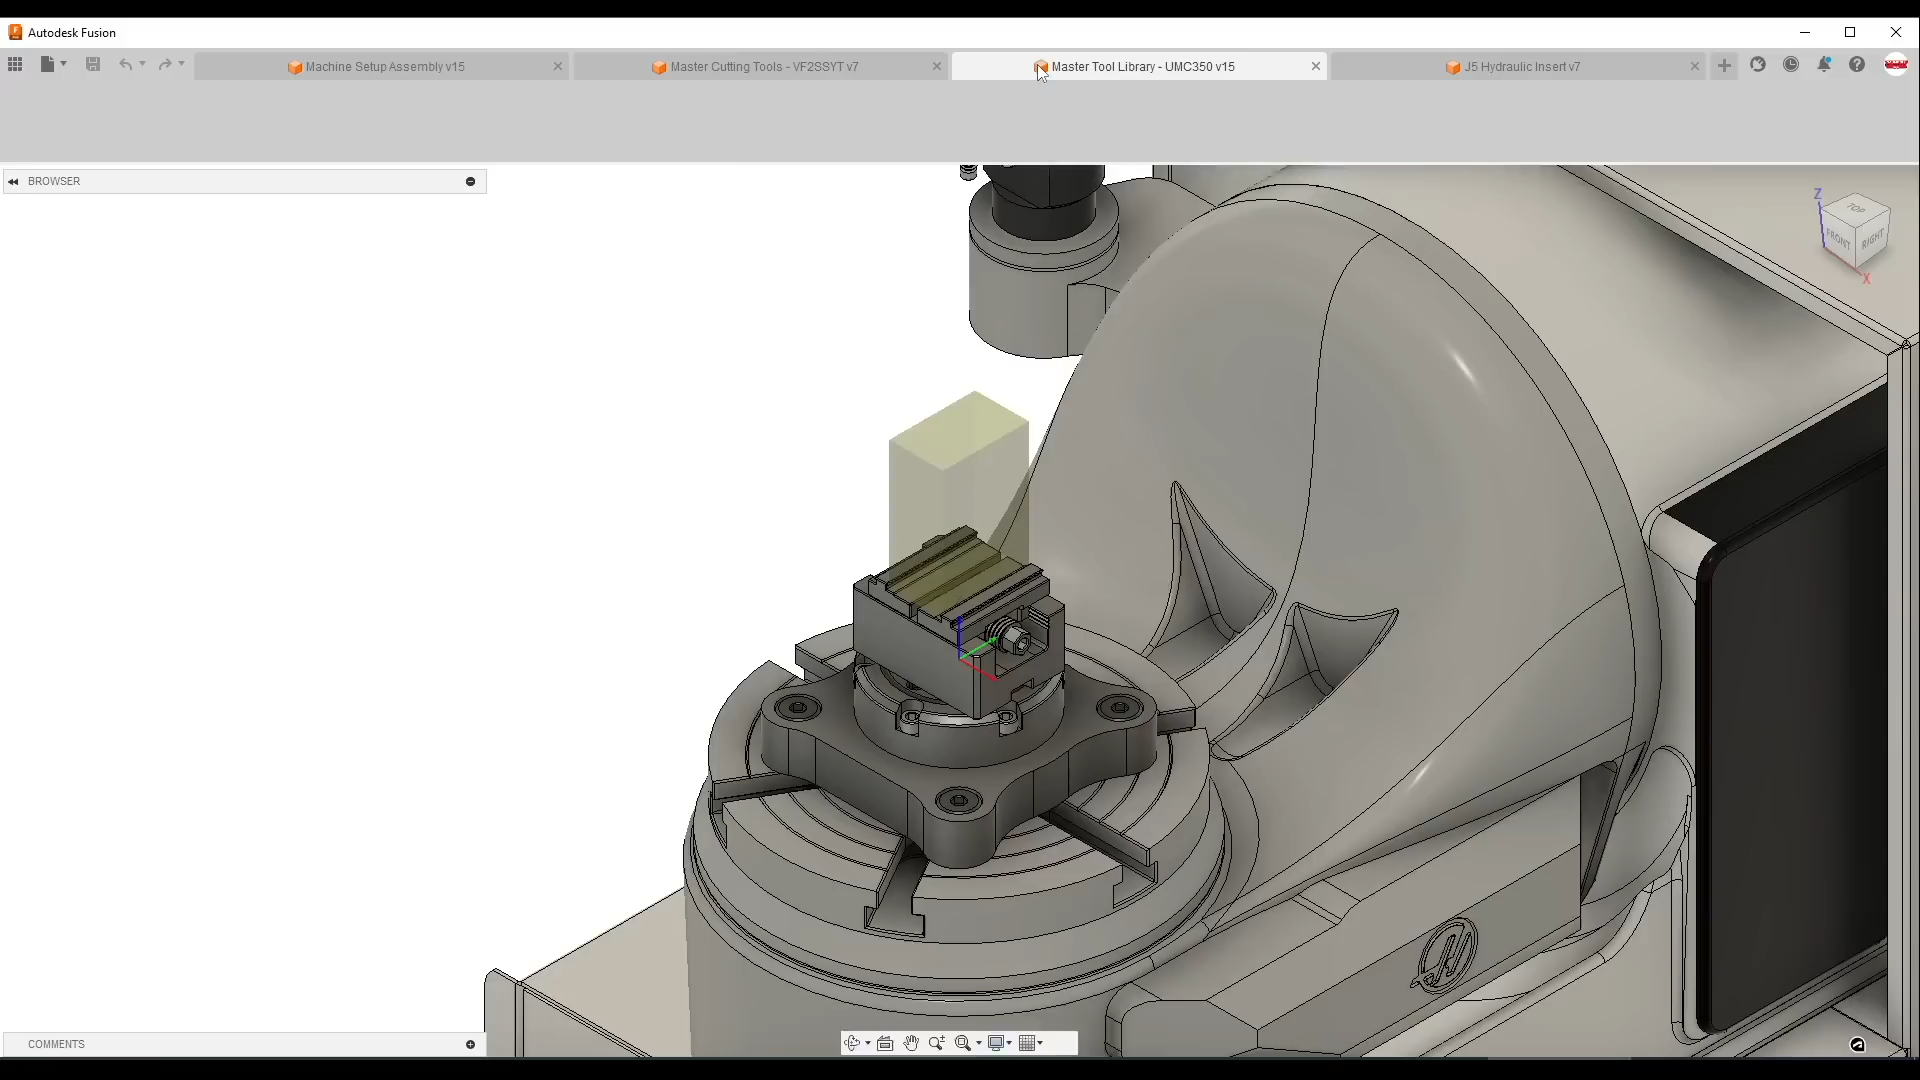 Autodesk Fusion
Machine Setup Assembly v15
Master Cutting Tools - VF2SSYT v7
Master Tool Library - UMC350 v15
J5 Hydraulic Insert v7
BROWSER
Z
TOP
FRONT
RIGHT
X
COMMENTS